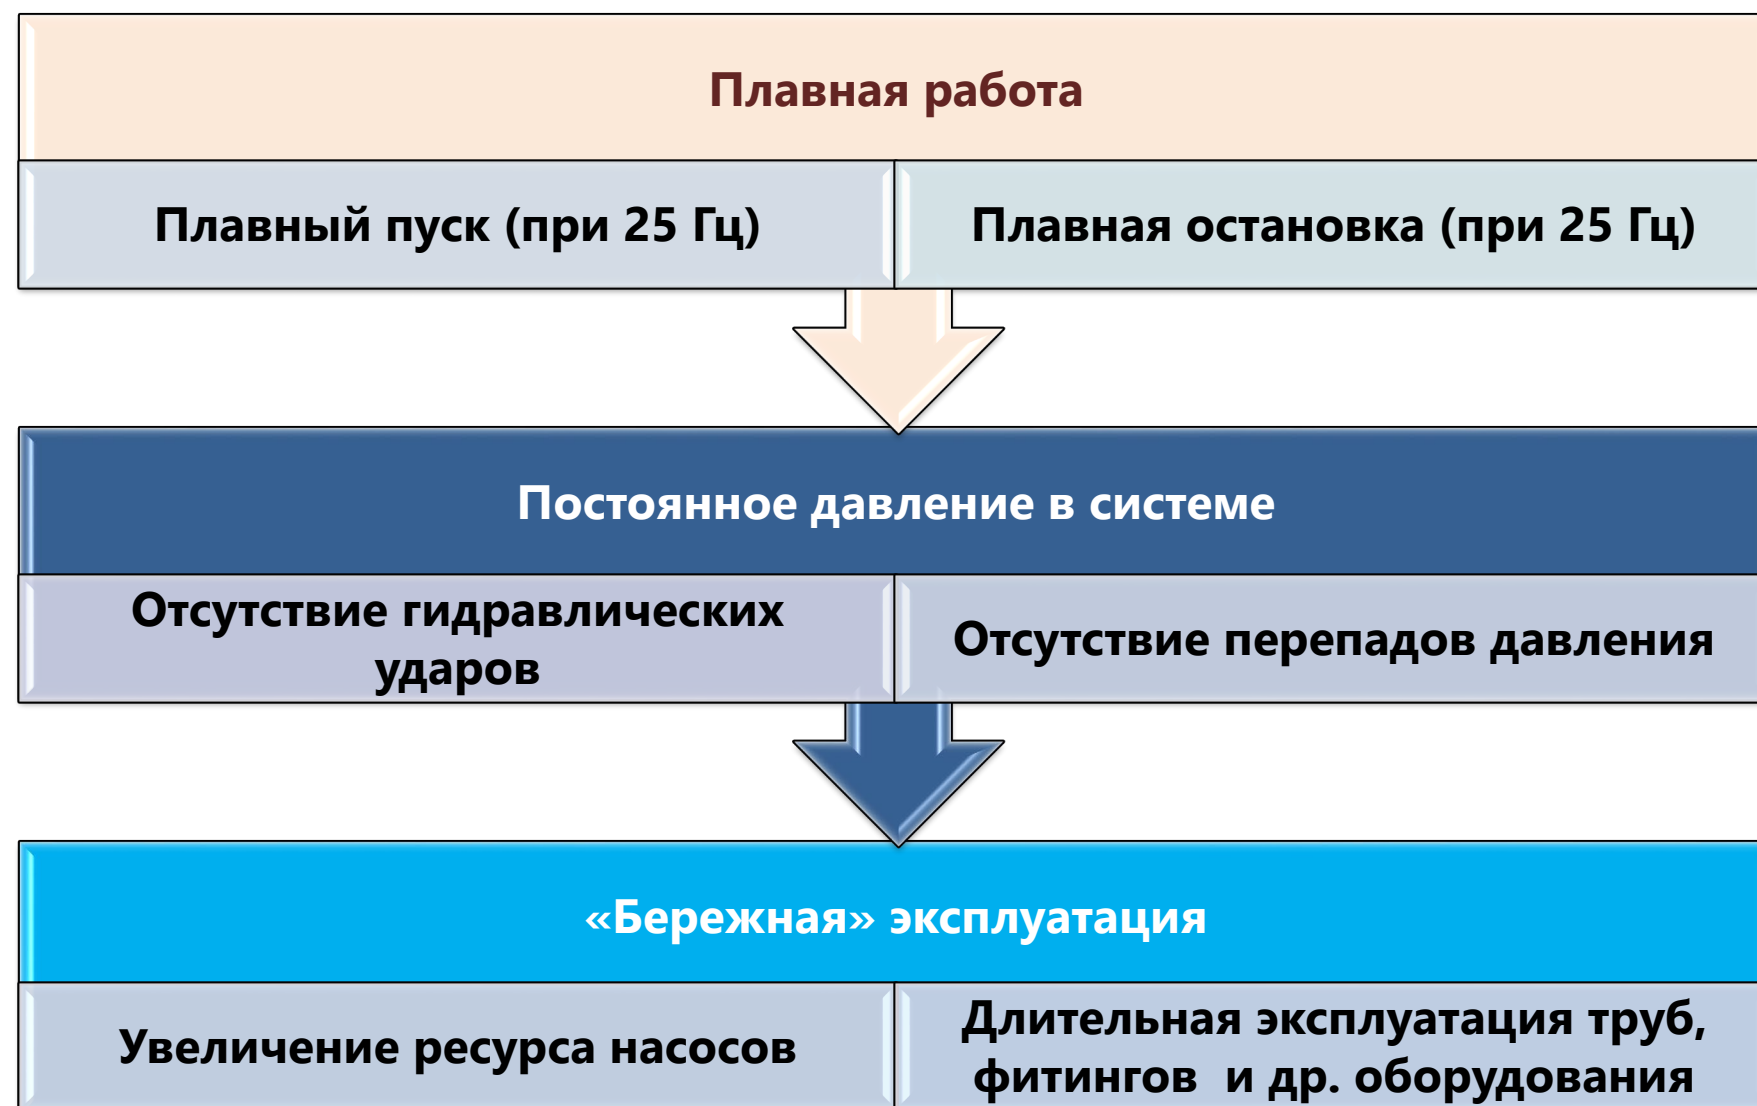 Плавная работа
Плавный пуск (при 25 Гц)
Плавная остановка (при 25 Гц)
Постоянное давление в системе
Отсутствие гидравлических
ударов
Отсутствие перепадов давления
«Бережная» эксплуатация
Увеличение ресурса насосов
Длительная эксплуатация труб,
фитингов  и др. оборудования